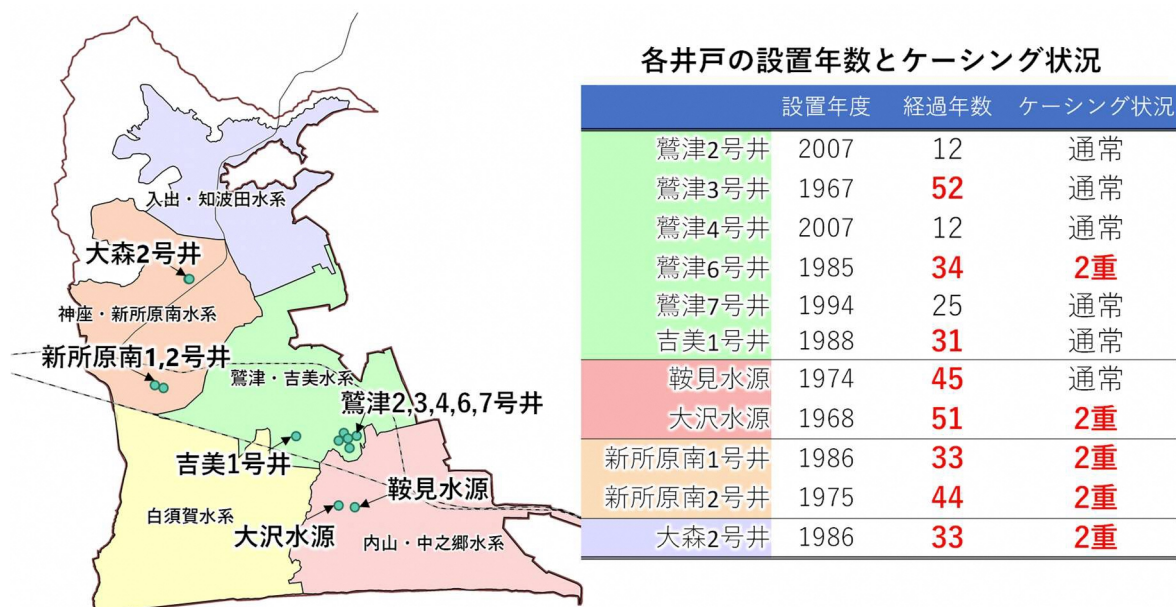 入出・知波田水系
大森2号井
神座・新所原南水系
新所原南1,2号井
鷲津・吉美水系
鷲津2,3,4,6,7号井
吉美1号井
鞍見水源
白須賀水系
大沢水源
内山・中之郷水系
各井戸の設置年数とケーシング状況
設置年度 経過年数 ケーシング状況
鷲津2号井 2007 12 通常
鷲津3号井 1967 52 通常
鷲津4号井 2007 12 通常
鷲津6号井 1985 34 2重
鷲津7号井 1994 25 通常
吉美1号井 1988 31 通常
鞍見水源 1974 45 通常
大沢水源 1968 51 2重
新所原南1号井 1986 33 2重
新所原南2号井 1975 44 2重
大森2号井 1986 33 2重